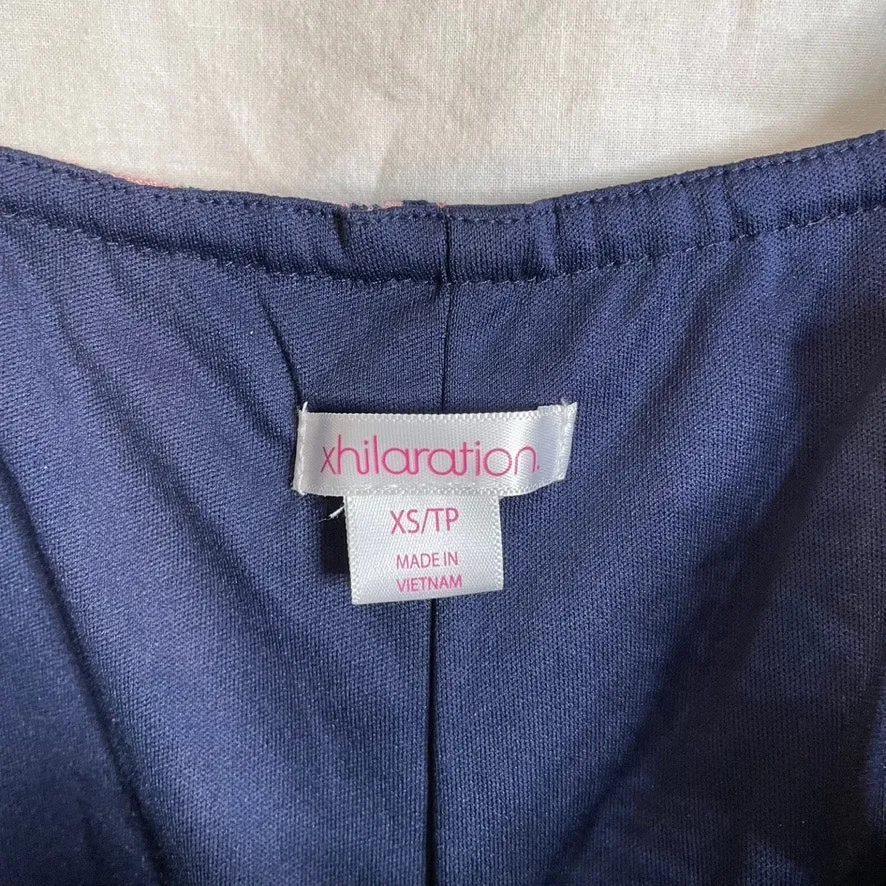 xhilaration.
XS/TP
MADE IN
VIETNAM